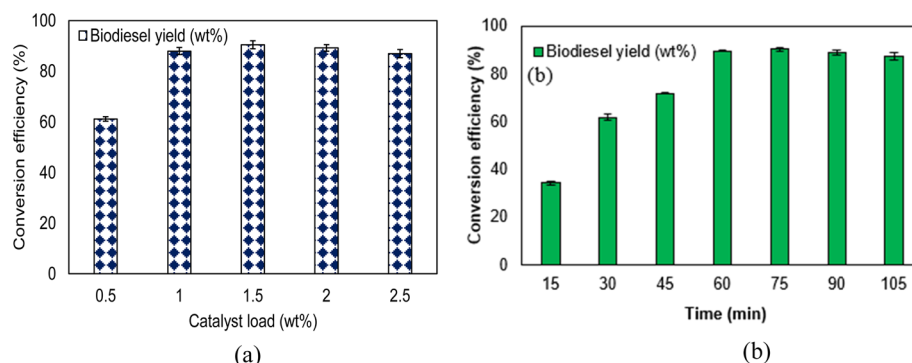 100
80
60
40
20
0
Conversion efficiency (%)
Biodiesel yield (wt%)
0.5 1 1.5 2 2.5
Catalyst load (wt%)
(a)
100
80
60
40
20
0
Conversion efficiency (%)
Biodiesel yield (wt%)
(b)
15 30 45 60 75 90 105
Time (min)
(b)